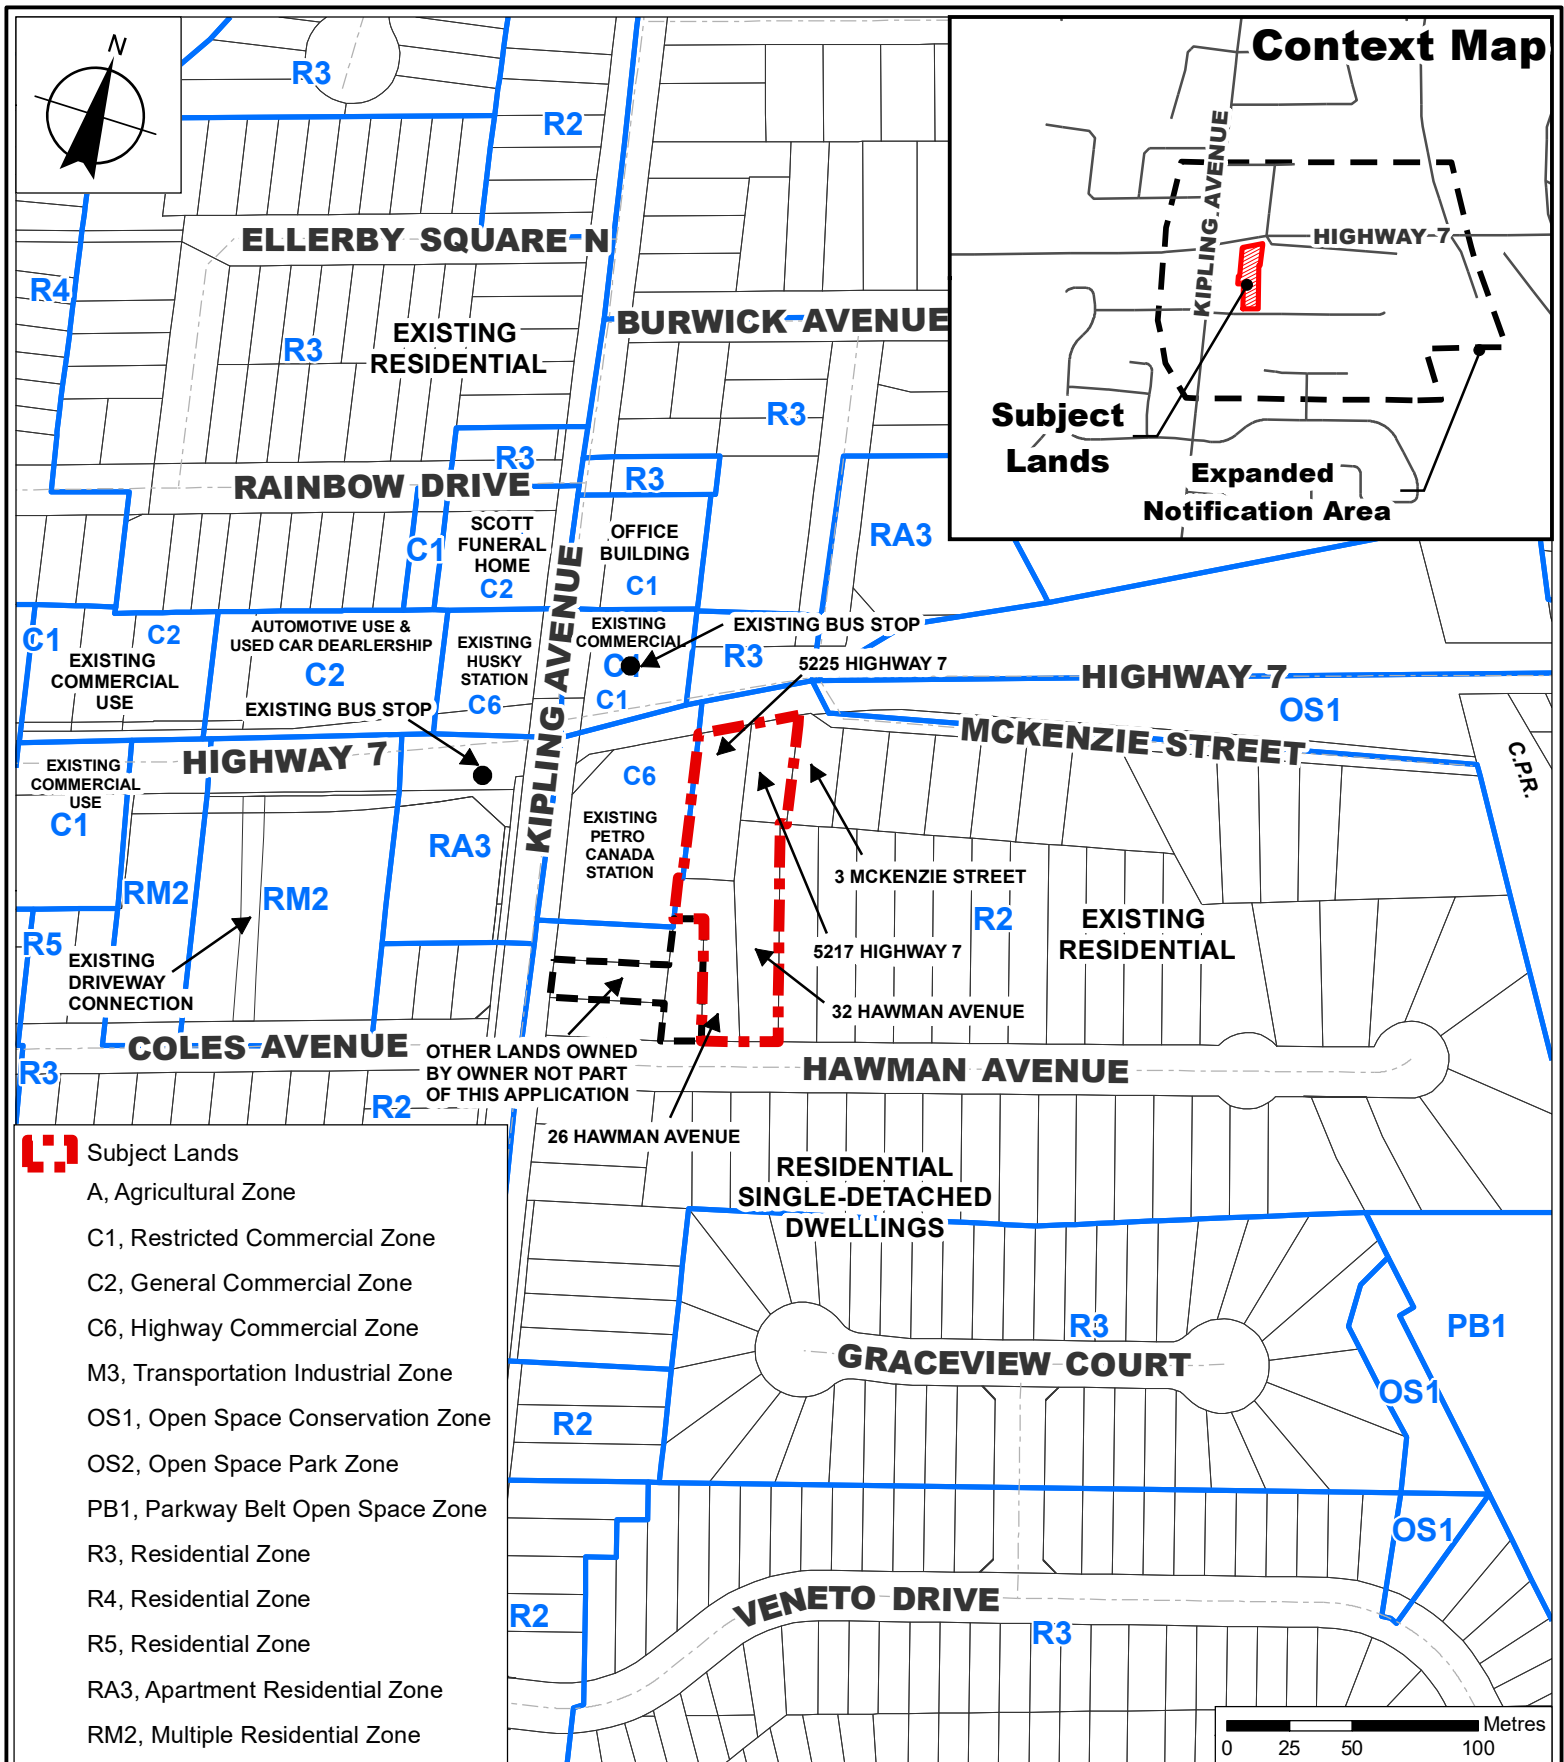 N
Context Map
KIPLING AVENUE
HIGHWAY 7
Subject
Lands
Expanded
Notification Area
R3
R2
ELLERBY SQUARE N
R4
EXISTING
RESIDENTIAL
R3
BURWICK AVENUE
R3
R3
RAINBOW DRIVE
R3
C1
SCOTT
FUNERAL
HOME
C2
OFFICE
BUILDING
C1
RA3
KIPLING AVENUE
C1
C2
EXISTING
COMMERCIAL
USE
AUTOMOTIVE USE &
USED CAR DEARLERSHIP
C2
EXISTING
HUSKY
STATION
C6
EXISTING
COMMERCIAL
C1
C1
EXISTING BUS STOP
R3
5225 HIGHWAY 7
HIGHWAY 7
OS1
EXISTING BUS STOP
HIGHWAY 7
MCKENZIE STREET
C.P.R.
EXISTING
COMMERCIAL
USE
C1
C6
EXISTING
PETRO
CANADA
STATION
RA3
RM2
RM2
3 MCKENZIE STREET
R2
EXISTING
RESIDENTIAL
R5
EXISTING
DRIVEWAY
CONNECTION
5217 HIGHWAY 7
32 HAWMAN AVENUE
COLES AVENUE
OTHER LANDS OWNED
BY OWNER NOT PART
OF THIS APPLICATION
HAWMAN AVENUE
R3
R2
26 HAWMAN AVENUE
RESIDENTIAL
SINGLE-DETACHED
DWELLINGS
R3
GRACEVIEW COURT
PB1
OS1
R2
OS1
R2
VENETO DRIVE
R3
Subject Lands
A, Agricultural Zone
C1, Restricted Commercial Zone
C2, General Commercial Zone
C6, Highway Commercial Zone
M3, Transportation Industrial Zone
OS1, Open Space Conservation Zone
OS2, Open Space Park Zone
PB1, Parkway Belt Open Space Zone
R3, Residential Zone
R4, Residential Zone
R5, Residential Zone
RA3, Apartment Residential Zone
RM2, Multiple Residential Zone
Metres
0 25 50 100